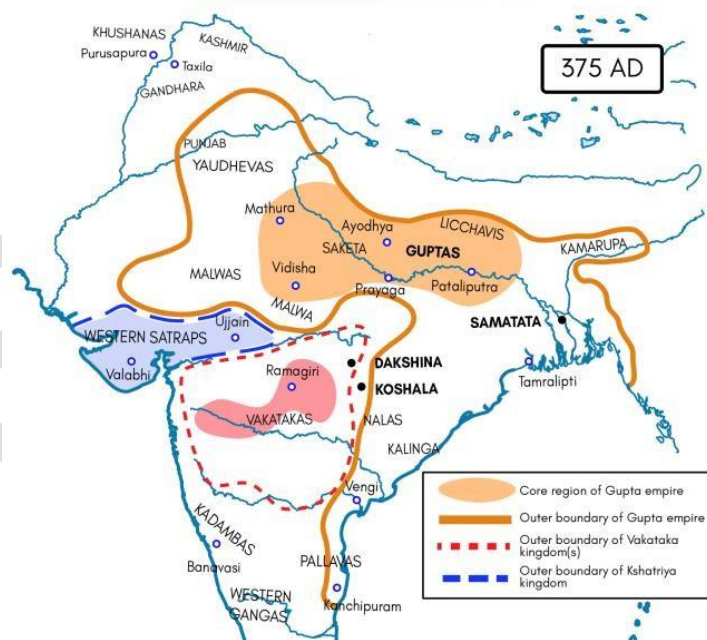 KHUSHANAS
KASHMIR
Purusapura
Taxila
GANDHARA
375 AD
PUNJAB
YAUDHEVAS
Mathura
Ayodhya
LICCHAVIS
SAKETA
GUPTAS
KAMARUPA
MALWAS
Vidisha
Prayaga
Pataliputra
MALWA
Ujjain
SAMATATA
WESTERN SATRAPS
Valabhi
DAKSHINA
Ramagiri
KOSHALA
Tamralipti
VAKATAKAS
NALAS
KALINGA
Vengi
KADAMBAS
Banavasi
PALLAVAS
WESTERN
GANGAS
Kanchipuram
Core region of Gupta empire
Outer boundary of Gupta empire
Outer boundary of Vakataka
kingdom(s)
Outer boundary of Kshatriya
kingdom